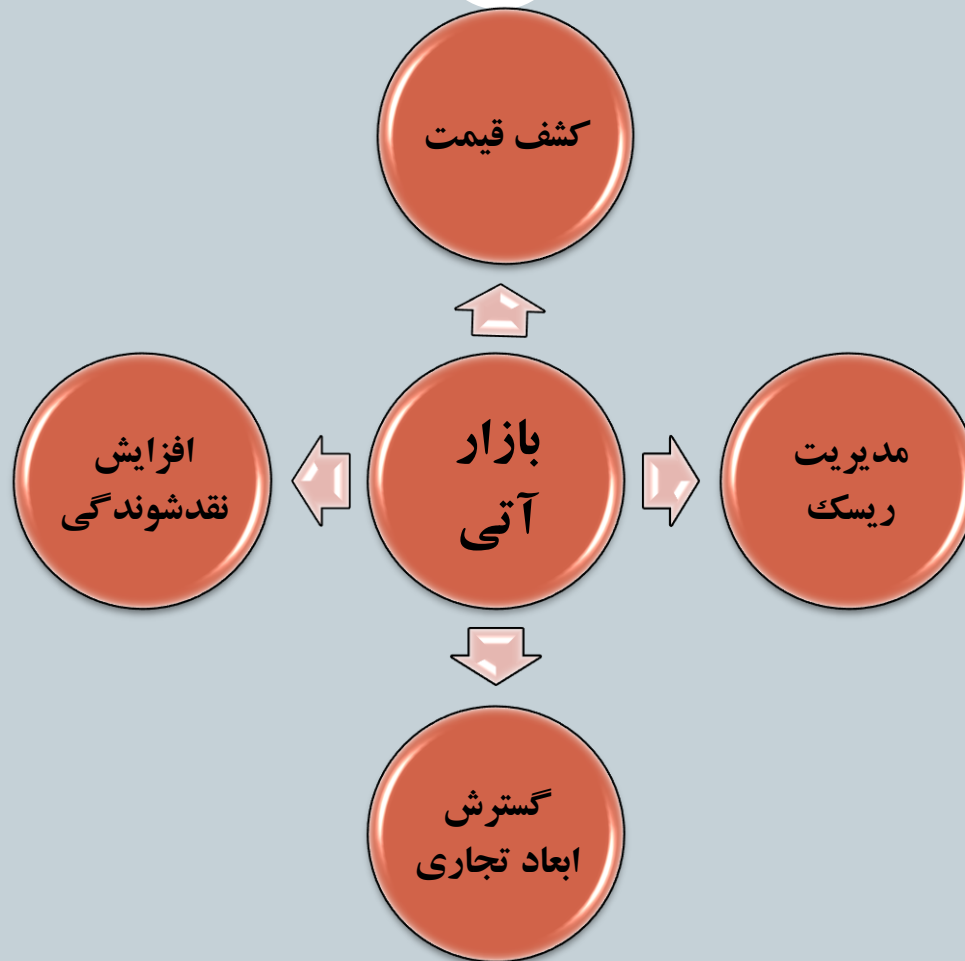 کشف قیمت
مدیریت
ریسک
بازار
آتی
افزایش
نقدشوندگی
گسترش
ابعاد تجاری